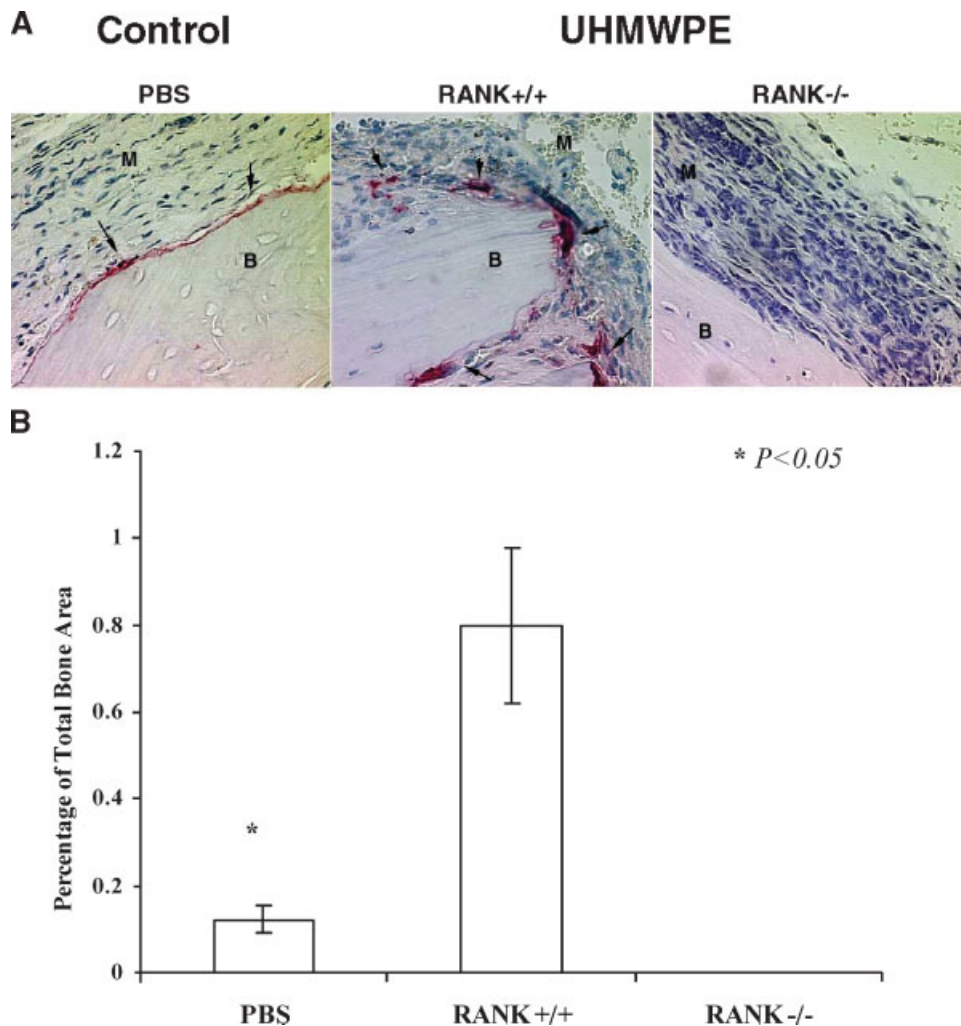 A
Control
UHMWPE
PBS
RANK+/+
RANK-/-
M
B
M
B
M
B
B
* P<0.05
Percentage of Total Bone Area
1.2
1
0.8
0.6
0.4
0.2
0
*
PBS
RANK+/+
RANK-/-